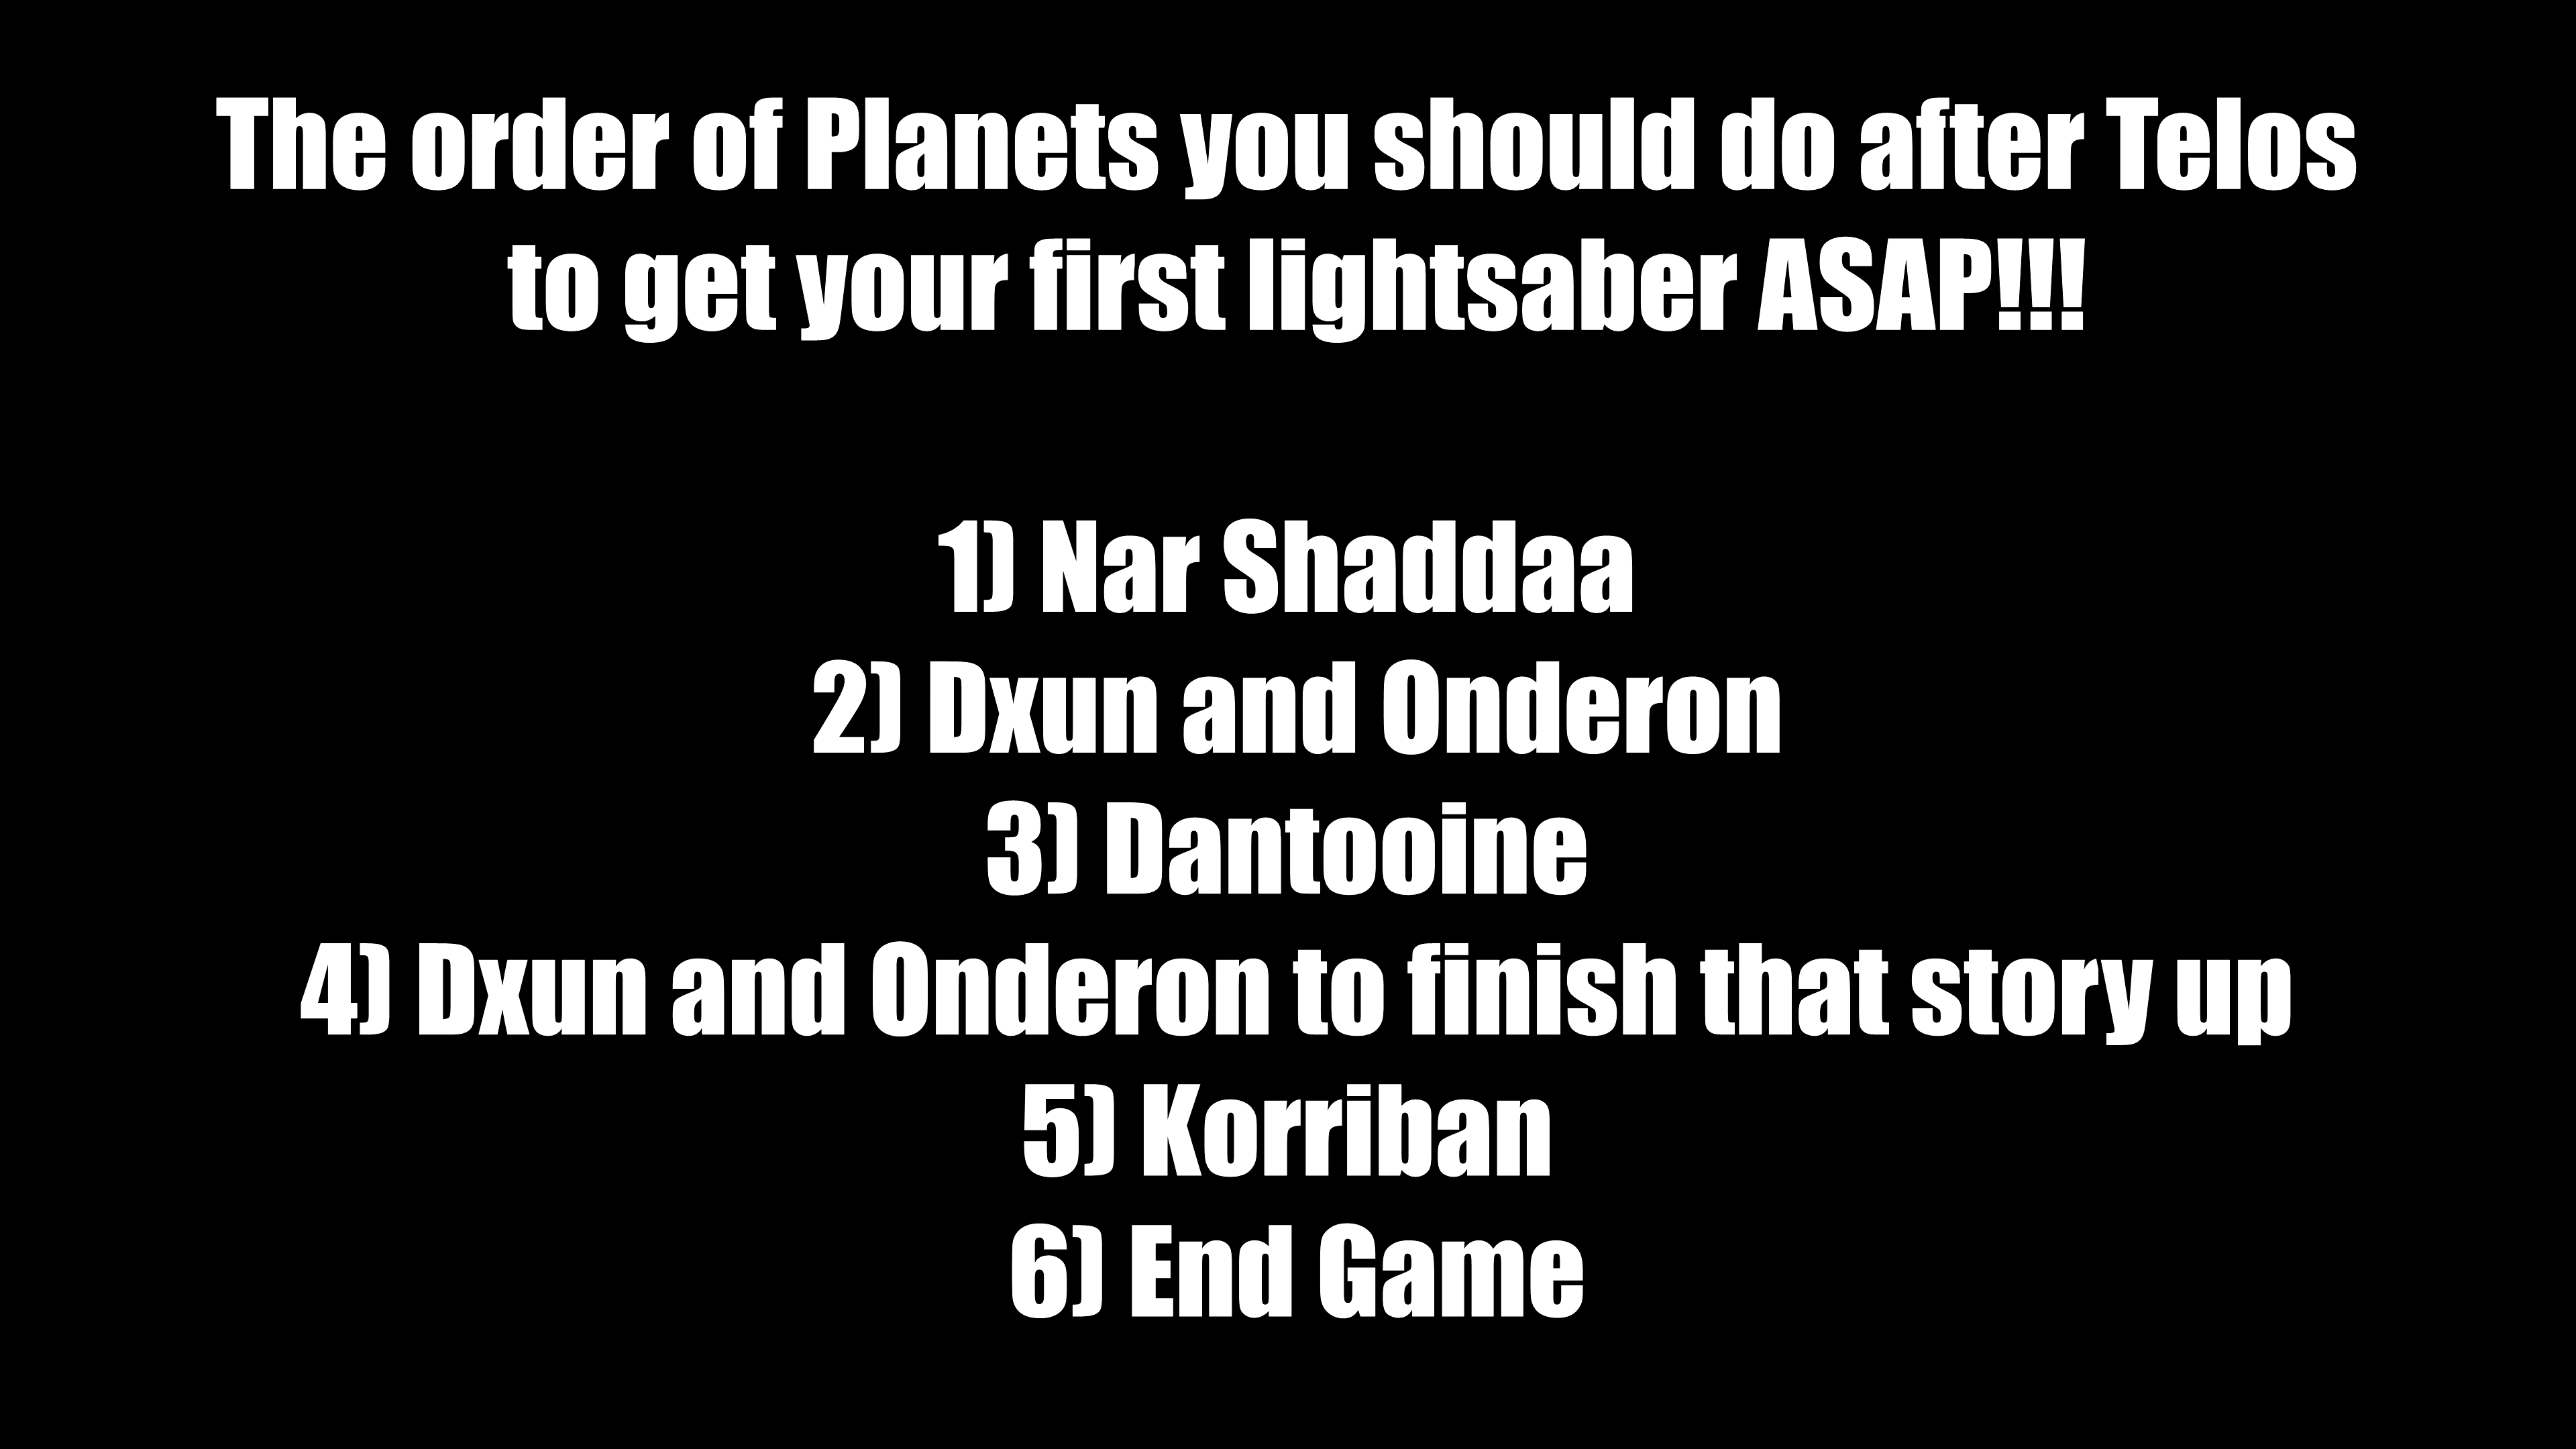 The order of Planets you should do after Telos
to get your first lightsaber ASAP!!!
1) Nar Shaddaa
2) Dxun and Onderon
3) Dantooine
4) Dxun and Onderon to finish that story up
5) Korriban
6) End Game